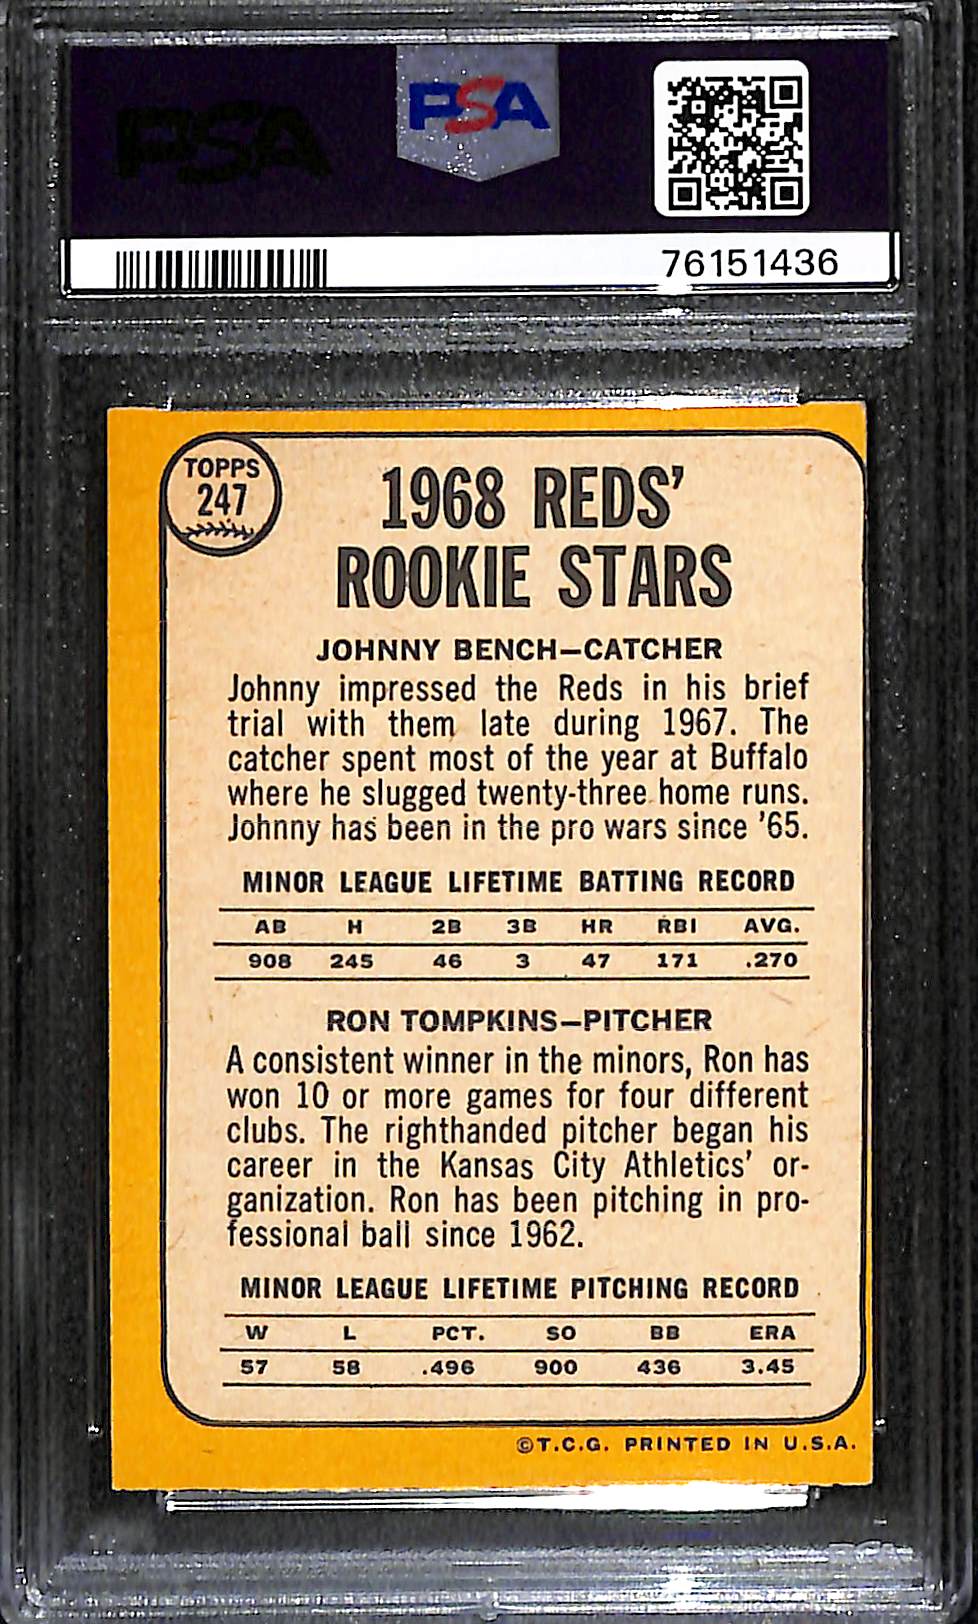 PSA
PSA
76151436
TOPPS
247
1968 REDS'
ROOKIE STARS
JOHNNY BENCH—CATCHER
Johnny impressed the Reds in his brief
trial with them late during 1967. The
catcher spent most of the year at Buffalo
where he slugged twenty-three home runs.
Johnny has been in the pro wars since '65.
MINOR LEAGUE LIFETIME BATTING RECORD
AB H 2B 3B HR RBI AVG.
908 245 46 3 47 171 .270
RON TOMPKINS—PITCHER
A consistent winner in the minors, Ron has
won 10 or more games for four different
clubs. The righthanded pitcher began his
career in the Kansas City Athletics' or-
ganization. Ron has been pitching in pro-
fessional ball since 1962.
MINOR LEAGUE LIFETIME PITCHING RECORD
W L PCT. SO BB ERA
57 58 .496 900 436 3.45
©T.C.G. PRINTED IN U.S.A.